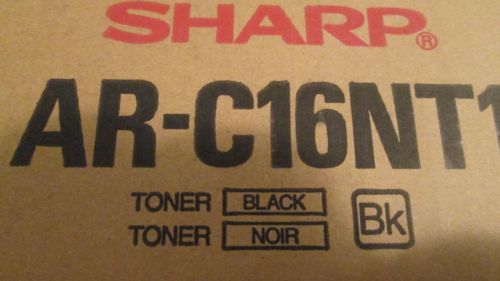 SHARP®
AR-C16NT1
TONER BLACK
TONER NOIR
Bk